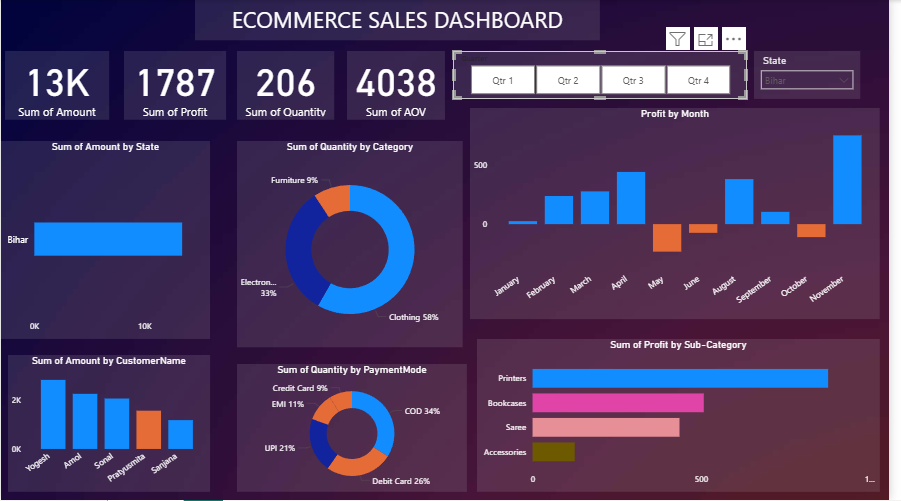 ECOMMERCE SALES DASHBOARD
13K
Sum of Amount
1787
Sum of Profit
206
Sum of Quantity
4038
Sum of AOV
Qtr 1
Qtr 2
Qtr 3
Qtr 4
State
Bihar
Sum of Amount by State
Bihar
0K
10K
Sum of Quantity by Category
Furniture 9%
Electron...
33%
Clothing 58%
Profit by Month
500
0
January
February
March
April
May
June
August
September
October
November
Sum of Amount by CustomerName
2K
0K
Yogesh
Amol
Sonal
Pratyusmita
Sanjana
Sum of Quantity by PaymentMode
Credit Card 9%
EMI 11%
COD 34%
UPI 21%
Debit Card 26%
Sum of Profit by Sub-Category
Printers
Bookcases
Saree
Accessories
0
500
1...